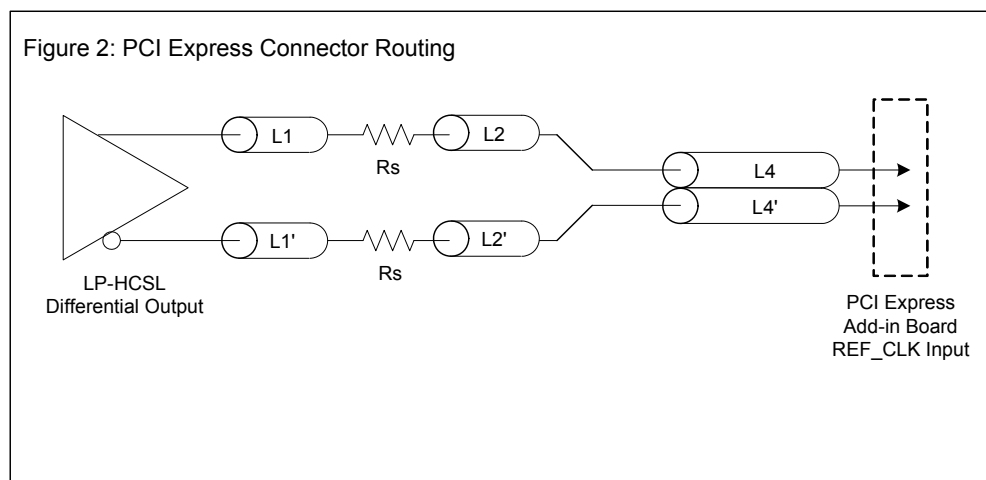 Figure 2: PCI Express Connector Routing
L1
Rs
L2
L4
L4'
L1'
Rs
L2'
LP-HCSL
Differential Output
PCI Express
Add-in Board
REF_CLK Input